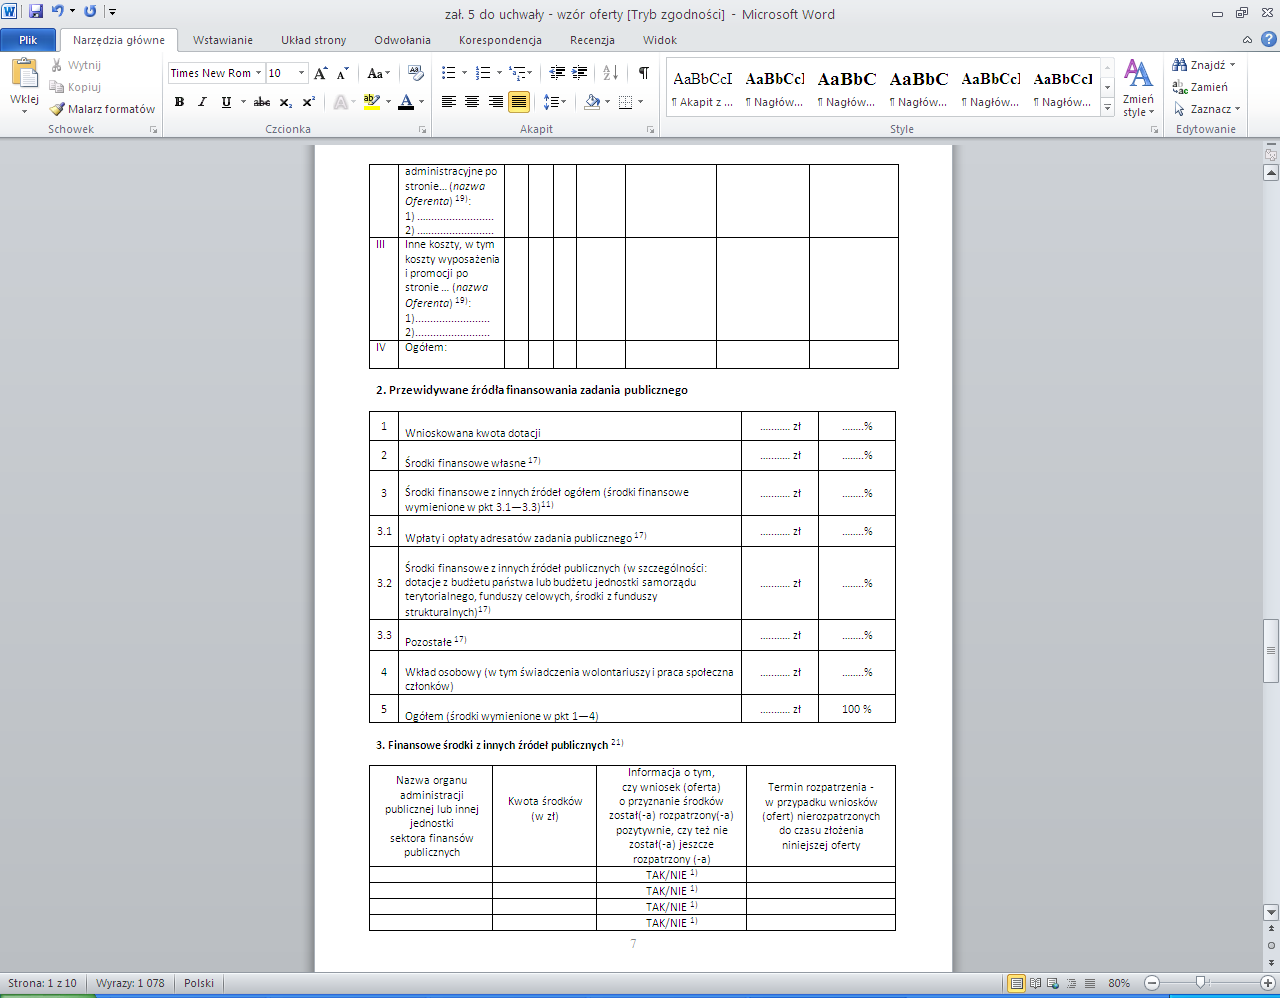 zał. 5 do uchwały - wzór oferty [Tryb zgodności] - Microsoft Word
Plik Narzędzia główne Wstawianie Układ strony Odwołania Korespondencja Recenzja Widok
Wklej
Wytnij
Kopiuj
Malarz formatów
Schowek
Times New Rom 10
Czcionka
Akapit
AaBbCcI AaBbCcl AaBbC AaBbC AaBbCcI AaBbCcI
¶ Akapit z ... ¶ Nagłów... ¶ Nagłów... ¶ Nagłów... ¶ Nagłów... ¶ Nagłów...
Zmień
style
Style
Znajdź
Zamień
Zaznacz
Edytowanie
administracyjne po
stronie... (nazwa
Oferenta) 19):
1) ...........................
2) ...........................
III Inne koszty, w tym
koszty wyposażenia
i promocji po
stronie ... (nazwa
Oferenta) 19):
1)..........................
2)..........................
IV Ogółem:
2. Przewidywane źródła finansowania zadania publicznego
1 Wnioskowana kwota dotacji ........... zł ........%
2 Środki finansowe własne 17) ........... zł ........%
3 Środki finansowe z innych źródeł ogółem (środki finansowe
wymienione w pkt 3.1—3.3)11) ........... zł ........%
3.1 Wpłaty i opłaty adresatów zadania publicznego 17) ........... zł ........%
3.2 Środki finansowe z innych źródeł publicznych (w szczególności:
dotacje z budżetu państwa lub budżetu jednostki samorządu
terytorialnego, funduszy celowych, środki z funduszy
strukturalnych)17) ........... zł ........%
3.3 Pozostałe 17) ........... zł ........%
4 Wkład osobowy (w tym świadczenia wolontariuszy i praca społeczna
członków) ........... zł ........%
5 Ogółem (środki wymienione w pkt 1—4) ........... zł 100 %
3. Finansowe środki z innych źródeł publicznych 21)
Nazwa organu
administracji
publicznej lub innej
jednostki
sektora finansów
publicznych
Kwota środków
(w zł)
Informacja o tym,
czy wniosek (oferta)
o przyznanie środków
został(-a) rozpatrzony(-a)
pozytywnie, czy też nie
został(-a) jeszcze
rozpatrzony (-a)
Termin rozpatrzenia -
w przypadku wniosków
(ofert) nierozpatrzonych
do czasu złożenia
niniejszej oferty
TAK/NIE 1)
TAK/NIE 1)
TAK/NIE 1)
TAK/NIE 1)
7
Strona: 1 z 10 Wyrazy: 1 078 Polski 80%